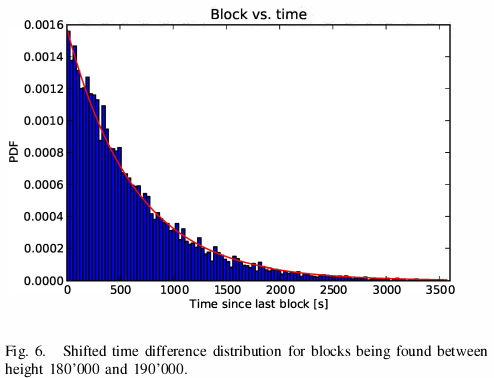 Block vs. time
0.0016
0.0014
0.0012
0.0010
0.0008
0.0006
0.0004
0.0002
0.0000
PDF
0 500 1000 1500 2000 2500 3000 3500
Time since last block [s]
Fig. 6. Shifted time difference distribution for blocks being found between
height 180'000 and 190'000.